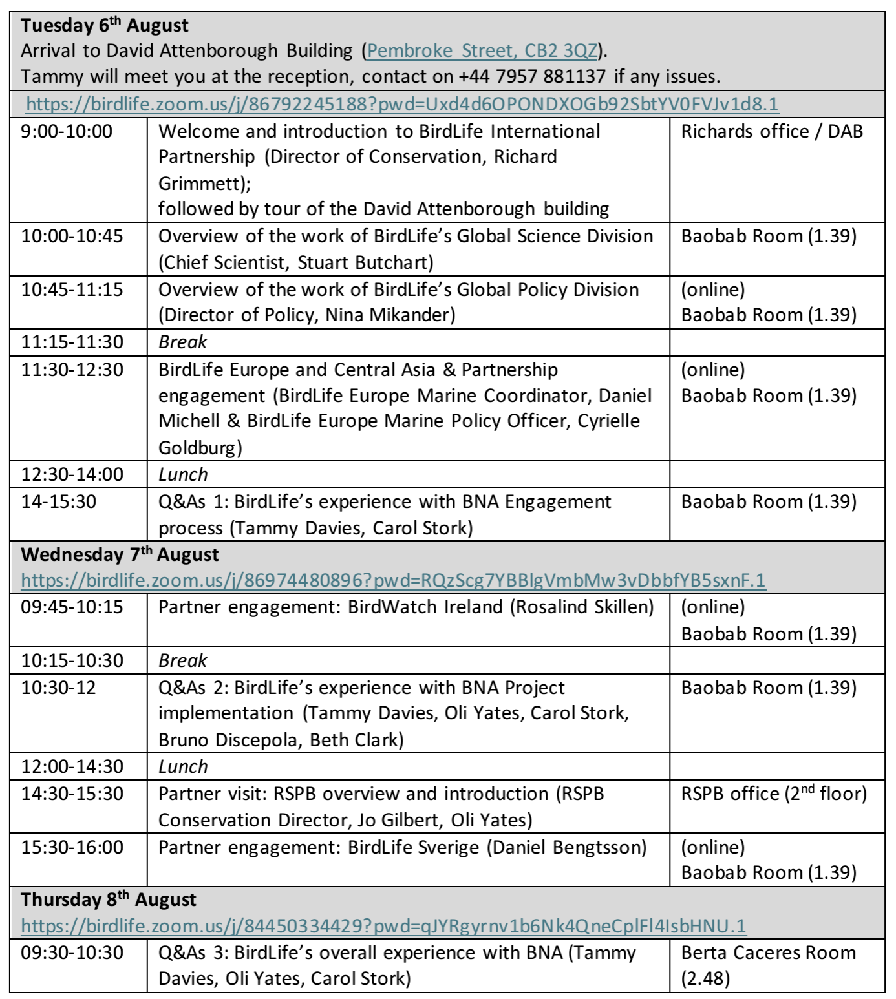 Tuesday 6th August
Arrival to David Attenborough Building (Pembroke Street, CB2 3QZ).
Tammy will meet you at the reception, contact on +44 7957 881137 if any issues.
https://birdlife.zoom.us/j/86792245188?pwd=Uxd4d6OPONDXOGb92SbtYV0FVJv1d8.1
9:00-10:00
Welcome and introduction to BirdLife International
Partnership (Director of Conservation, Richard
Grimmett);
followed by tour of the David Attenborough building
Richards office / DAB
10:00-10:45
Overview of the work of BirdLife’s Global Science Division
(Chief Scientist, Stuart Butchart)
Baobab Room (1.39)
10:45-11:15
Overview of the work of BirdLife’s Global Policy Division
(Director of Policy, Nina Mikander)
(online)
Baobab Room (1.39)
11:15-11:30
Break
11:30-12:30
BirdLife Europe and Central Asia & Partnership
engagement (BirdLife Europe Marine Coordinator, Daniel
Michell & BirdLife Europe Marine Policy Officer, Cyrielle
Goldburg)
(online)
Baobab Room (1.39)
12:30-14:00
Lunch
14-15:30
Q&As 1: BirdLife’s experience with BNA Engagement
process (Tammy Davies, Carol Stork)
Baobab Room (1.39)
Wednesday 7th August
https://birdlife.zoom.us/j/86974480896?pwd=RQzScg7YBBlgVmbMw3vDbbfYB5sxnF.1
09:45-10:15
Partner engagement: BirdWatch Ireland (Rosalind Skillen)
(online)
Baobab Room (1.39)
10:15-10:30
Break
10:30-12
Q&As 2: BirdLife’s experience with BNA Project
implementation (Tammy Davies, Oli Yates, Carol Stork,
Bruno Discepola, Beth Clark)
Baobab Room (1.39)
12:00-14:30
Lunch
14:30-15:30
Partner visit: RSPB overview and introduction (RSPB
Conservation Director, Jo Gilbert, Oli Yates)
RSPB office (2nd floor)
15:30-16:00
Partner engagement: BirdLife Sverige (Daniel Bengtsson)
(online)
Baobab Room (1.39)
Thursday 8th August
https://birdlife.zoom.us/j/84450334429?pwd=qJYRgyrnv1b6Nk4QneCplFl4IsbHNU.1
09:30-10:30
Q&As 3: BirdLife’s overall experience with BNA (Tammy
Davies, Oli Yates, Carol Stork)
Berta Caceres Room
(2.48)